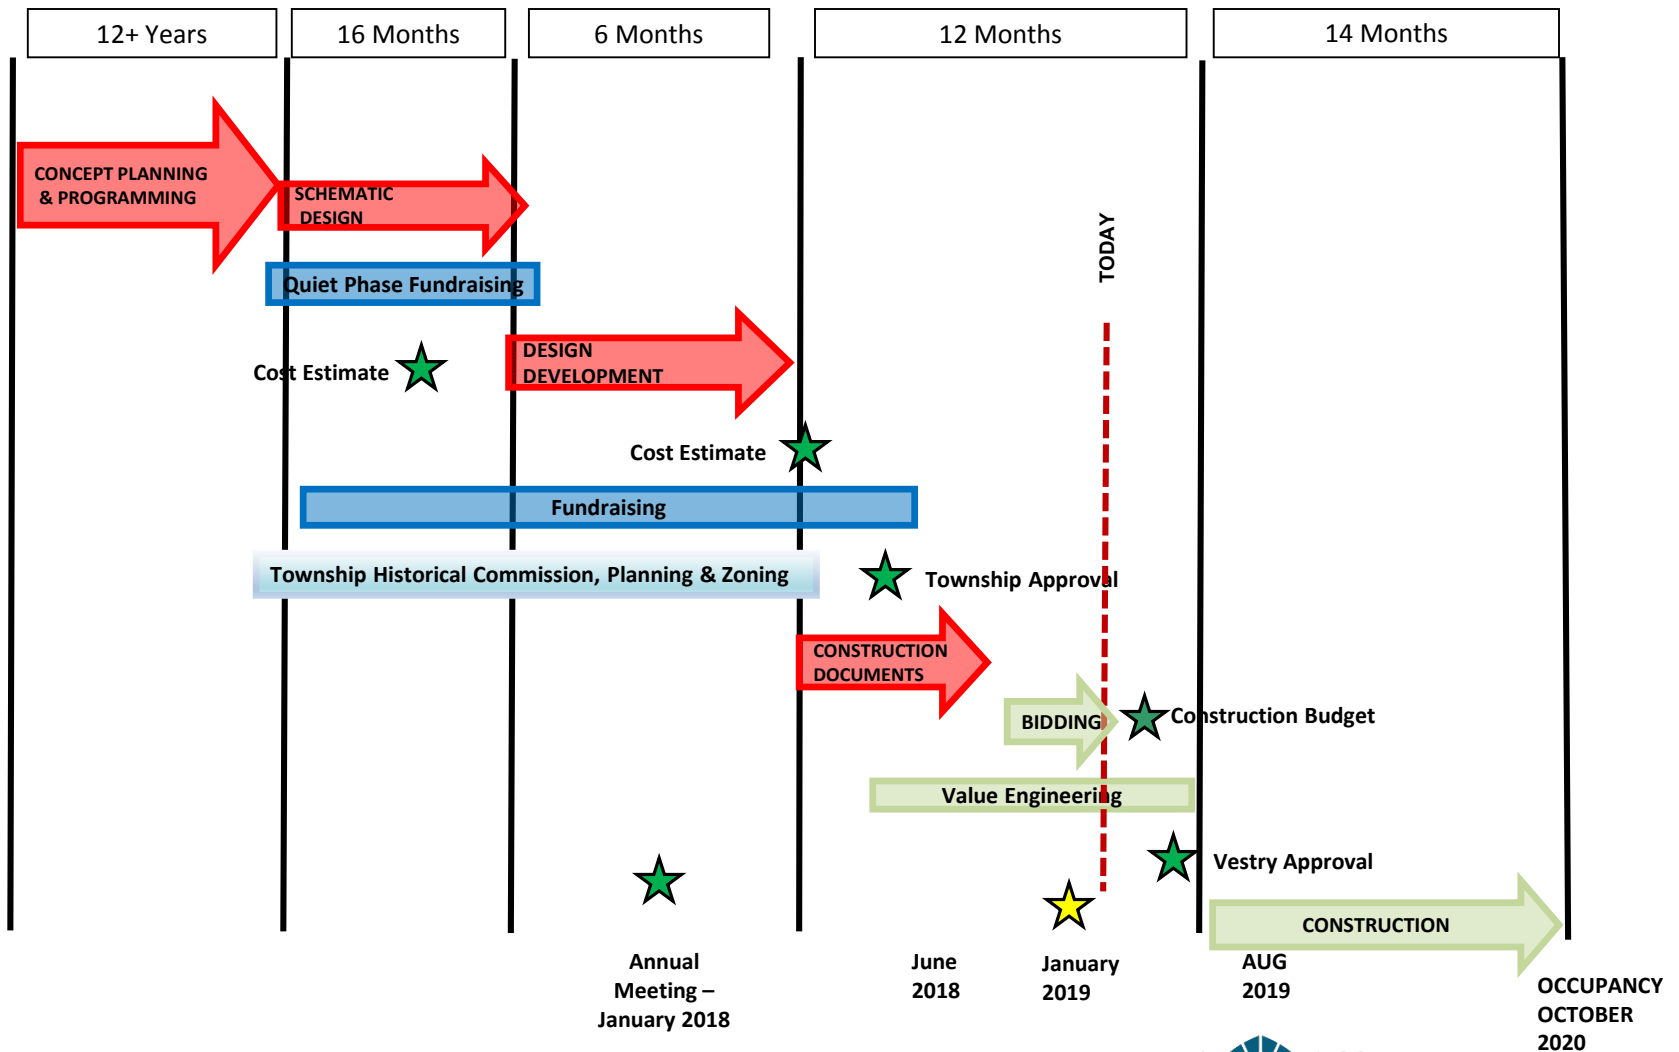 12+ Years
16 Months
6 Months
12 Months
14 Months
CONCEPT PLANNING
& PROGRAMMING
SCHEMATIC
DESIGN
TODAY
Quiet Phase Fundraising
DESIGN
DEVELOPMENT
Cost Estimate
Cost Estimate
Fundraising
Township Historical Commission, Planning & Zoning
Township Approval
CONSTRUCTION
DOCUMENTS
BIDDING
Construction Budget
Value Engineering
Vestry Approval
CONSTRUCTION
Annual
Meeting –
January 2018
June
2018
January
2019
AUG
2019
OCCUPANCY
OCTOBER
2020